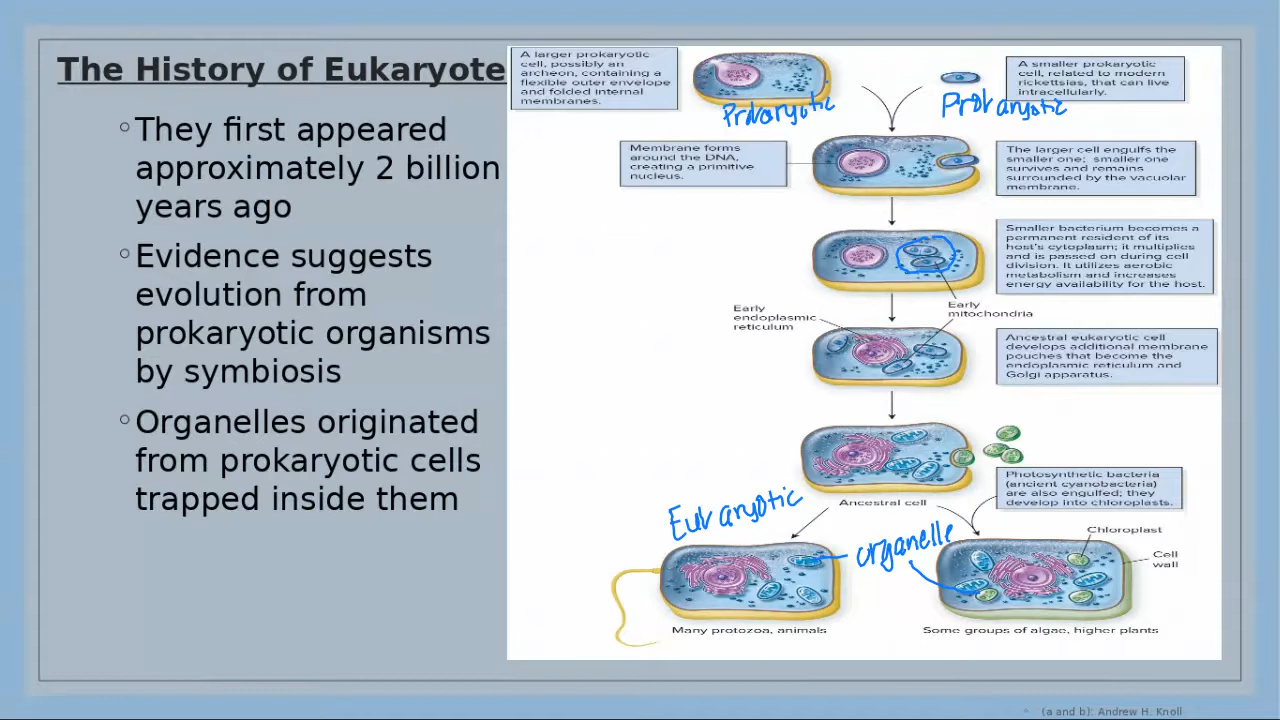 The History of Eukaryote
They first appeared
approximately 2 billion
years ago
Evidence suggests
evolution from
prokaryotic organisms
by symbiosis
Organelles originated
from prokaryotic cells
trapped inside them
A larger prokaryotic
cell, possibly an
archeon, containing a
flexible outer envelope
and folded internal
membranes.
Prokaryotic
A smaller prokaryotic
cell, related to modern
rickettsias, that can live
intracellularly.
Prokaryotic
Membrane forms
around the DNA,
creating a primitive
nucleus.
The larger cell engulfs the
smaller one; smaller one
survives and remains
surrounded by the vacuolar
membrane.
Smaller bacterium becomes a
permanent resident of its
host's cytoplasm; it multiplies
and is passed on during cell
division. It utilizes aerobic
metabolism and increases
energy availability for the host.
Early
endoplasmic
reticulum
Early
mitochondria
Ancestral eukaryotic cell
develops additional membrane
pouches that become the
endoplasmic reticulum and
Golgi apparatus.
Photosynthetic bacteria
(ancient cyanobacteria)
are also engulfed; they
develop into chloroplasts.
Ancestral cell
Eukaryotic
organelle
Chloroplast
Cell
wall
Many protozoa, animals
Some groups of algae, higher plants
(a and b): Andrew H. Knoll